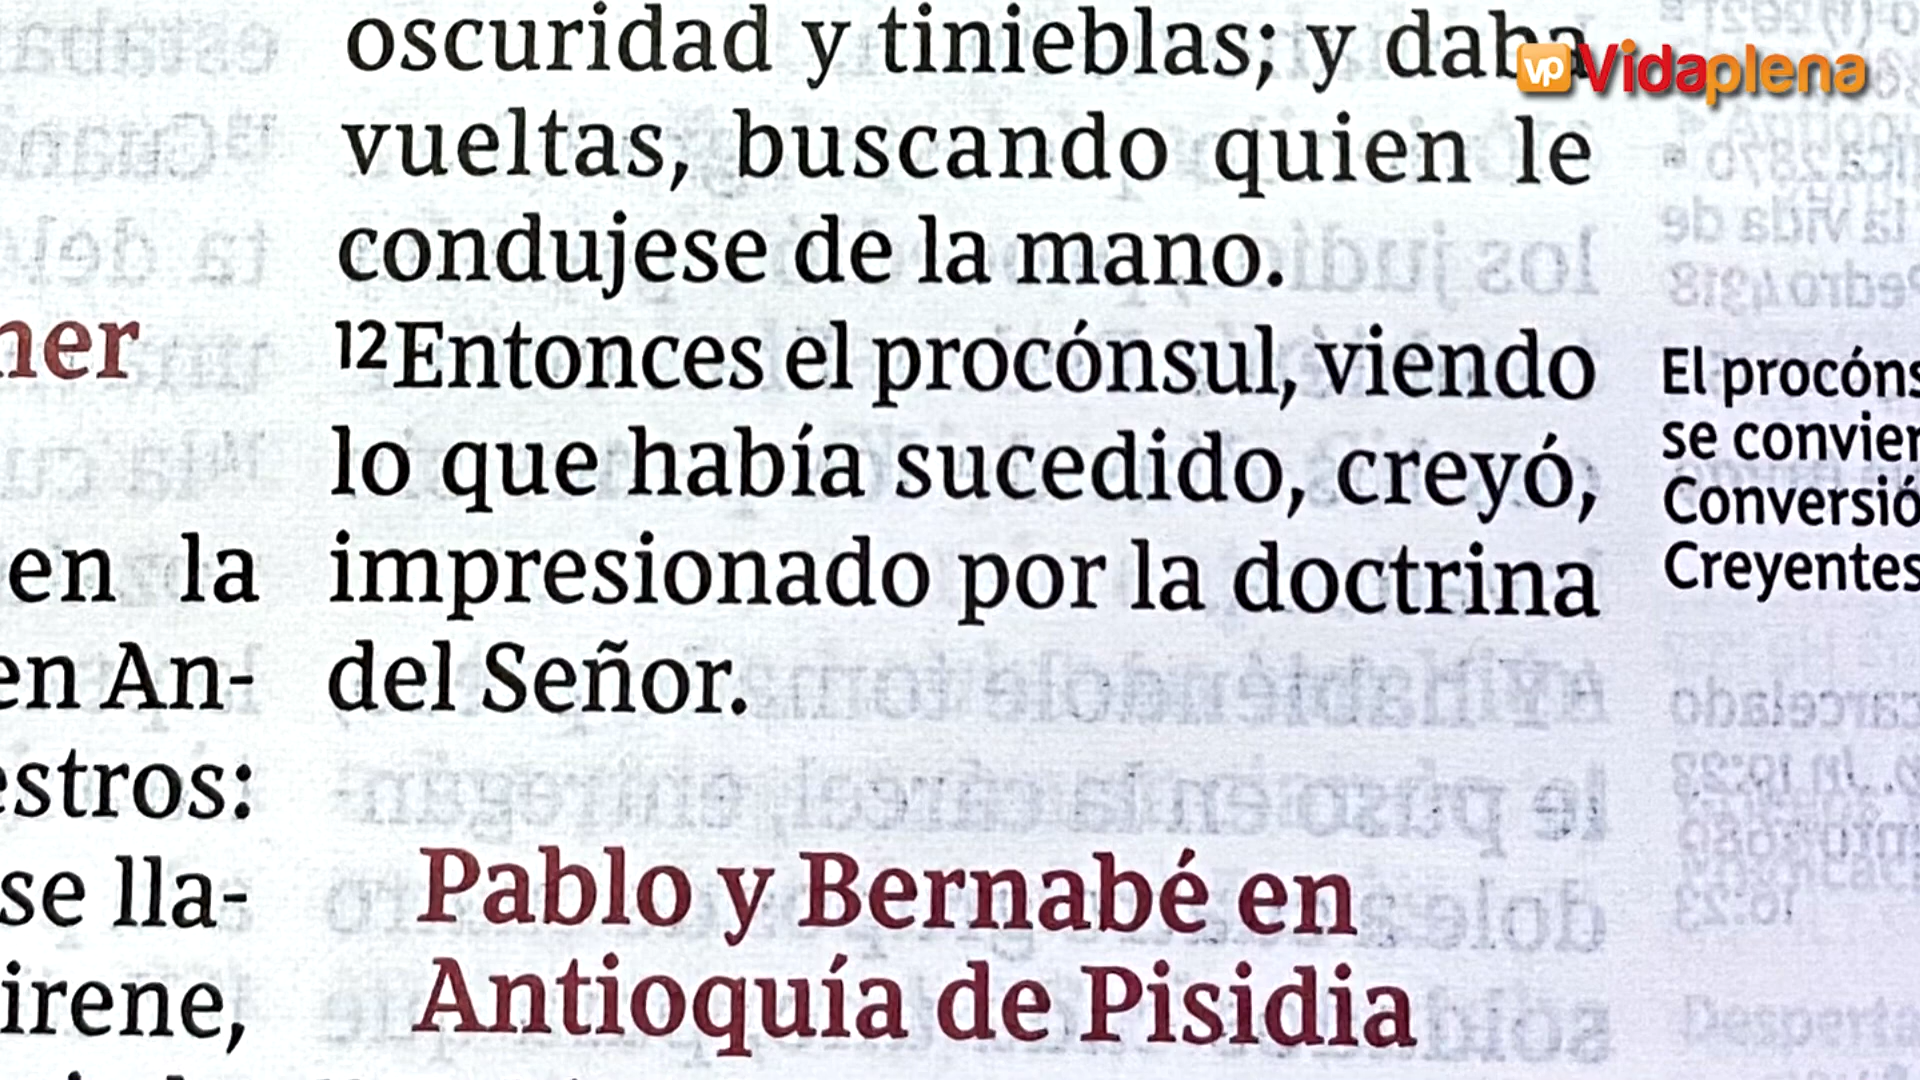 oscuridad y tinieblas; y daba
vueltas, buscando quien le
condujese de la mano.
12Entonces el procónsul, viendo
lo que había sucedido, creyó,
impresionado por la doctrina
del Señor.
Pablo y Bernabé en
Antioquía de Pisidia
ner
en la
en An-
estros:
se lla-
irene,
El procóns
se convier
Conversió
Creyentes
vp Vidaplena